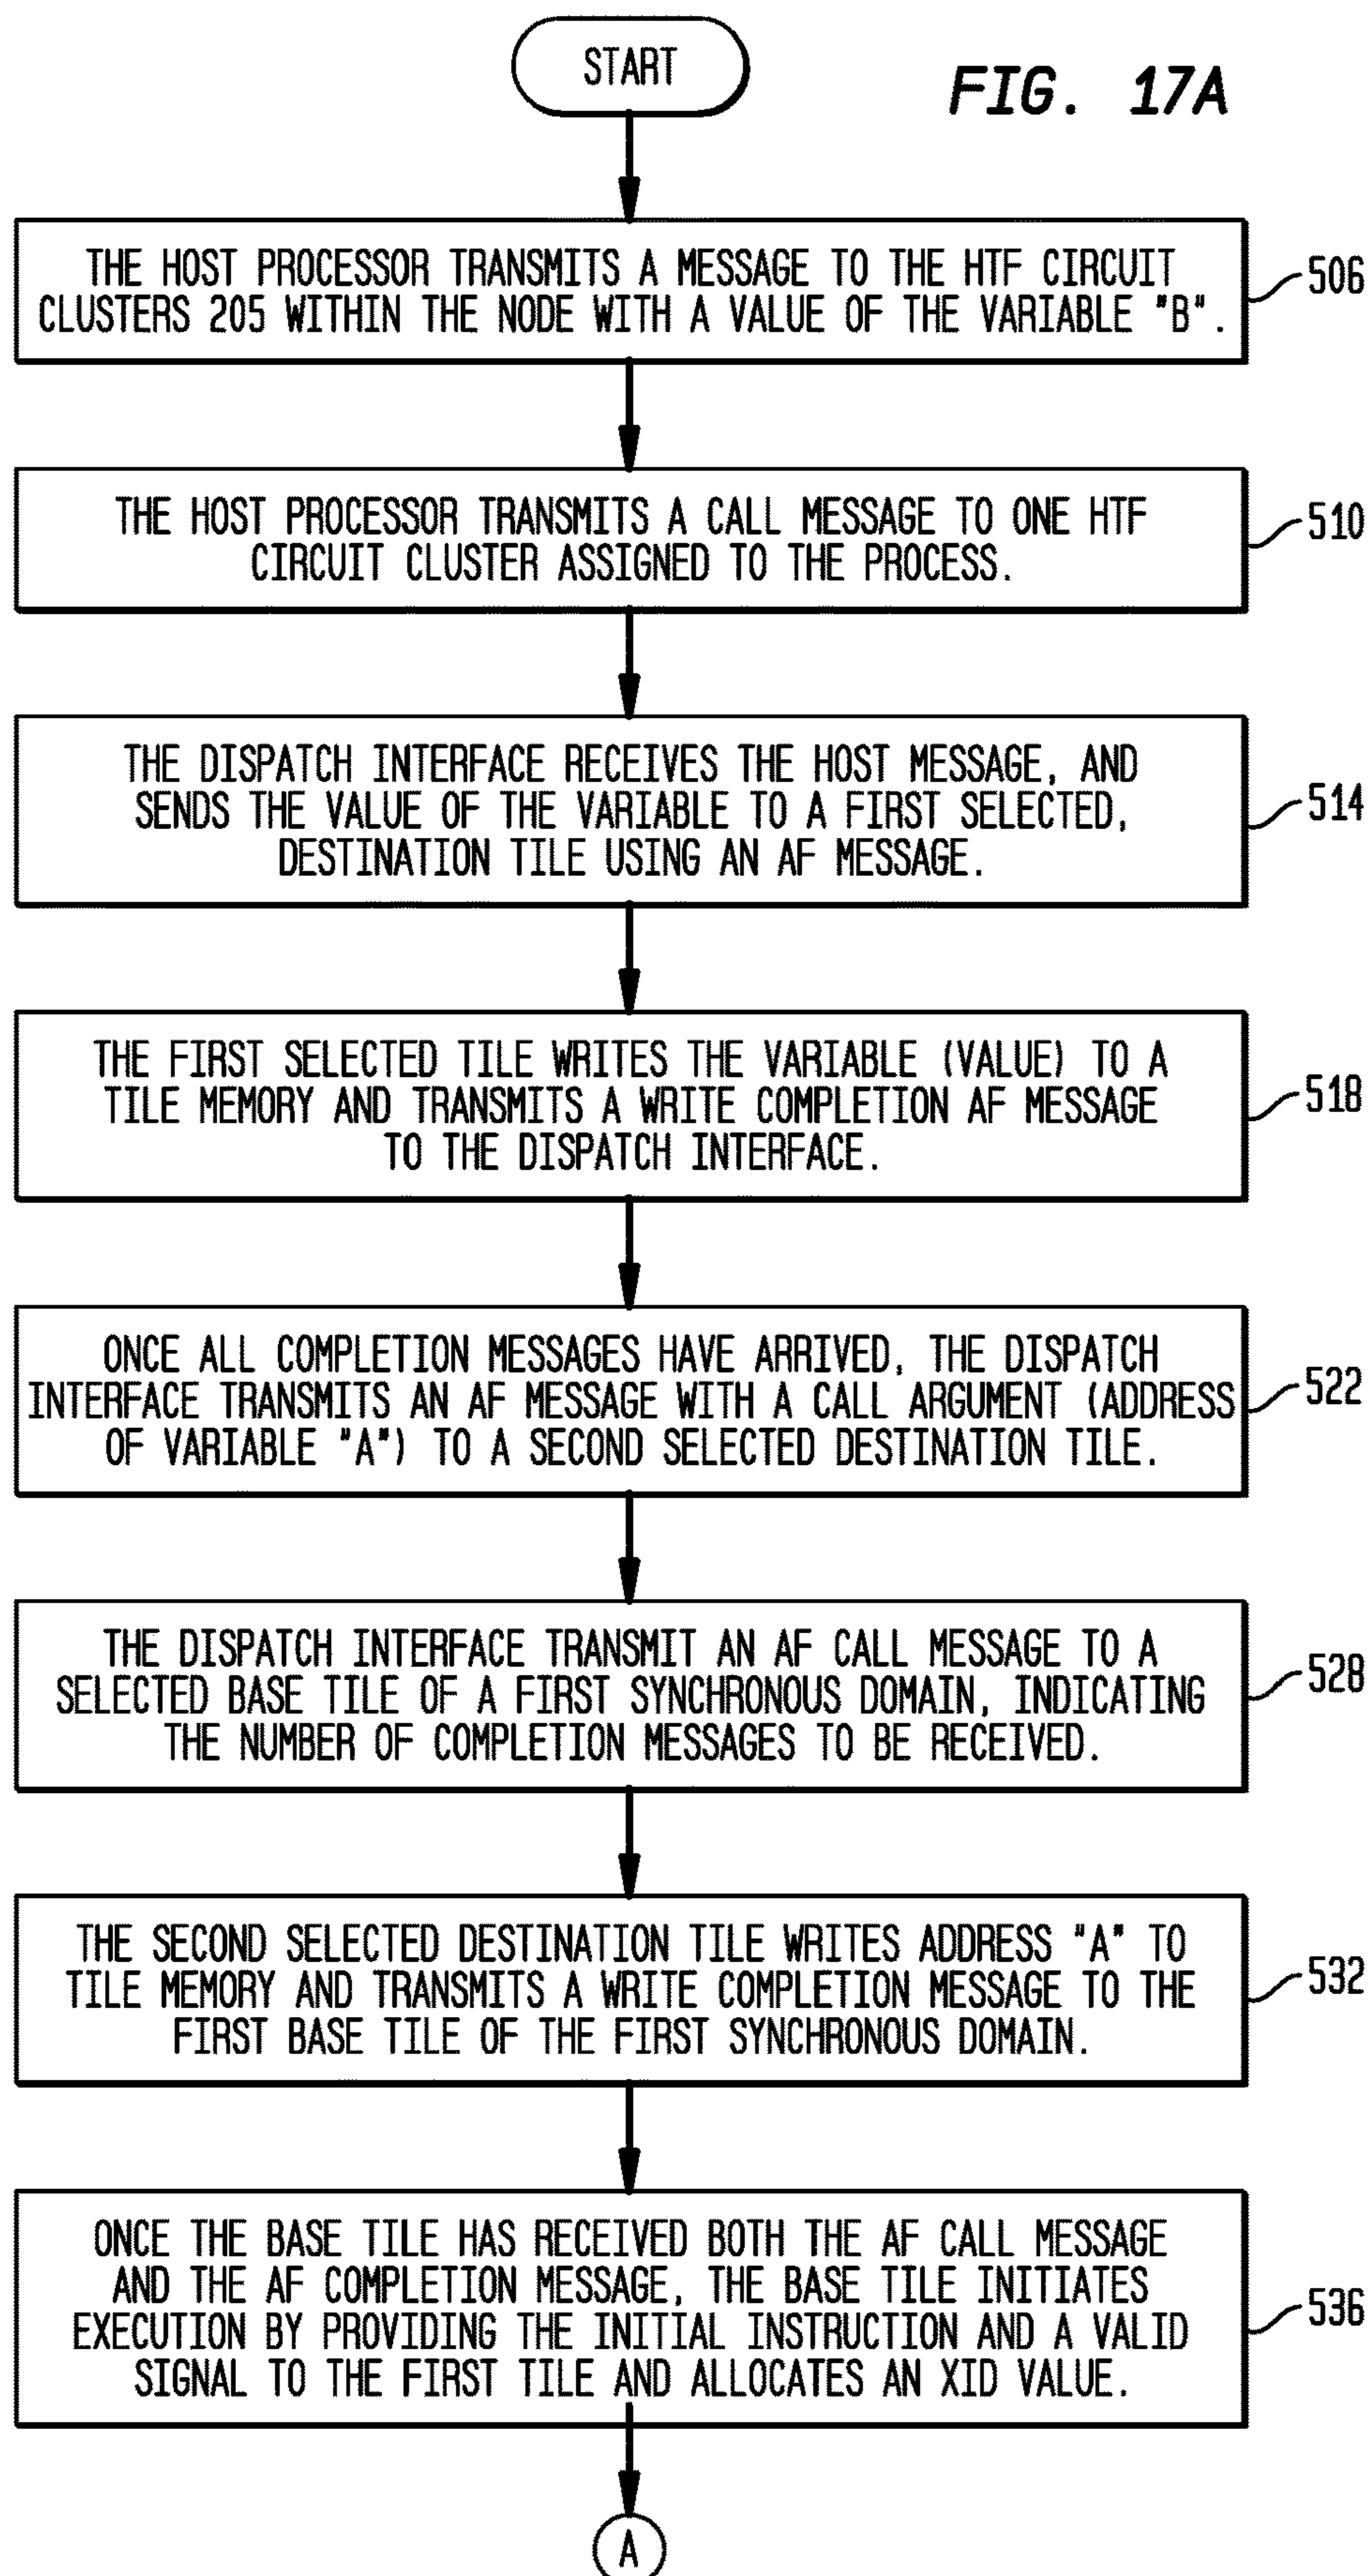 START
FIG. 17A
THE HOST PROCESSOR TRANSMITS A MESSAGE TO THE HTF CIRCUIT
CLUSTERS 205 WITHIN THE NODE WITH A VALUE OF THE VARIABLE "B".
506
THE HOST PROCESSOR TRANSMITS A CALL MESSAGE TO ONE HTF
CIRCUIT CLUSTER ASSIGNED TO THE PROCESS.
510
THE DISPATCH INTERFACE RECEIVES THE HOST MESSAGE, AND
SENDS THE VALUE OF THE VARIABLE TO A FIRST SELECTED,
DESTINATION TILE USING AN AF MESSAGE.
514
THE FIRST SELECTED TILE WRITES THE VARIABLE (VALUE) TO A
TILE MEMORY AND TRANSMITS A WRITE COMPLETION AF MESSAGE
TO THE DISPATCH INTERFACE.
518
ONCE ALL COMPLETION MESSAGES HAVE ARRIVED, THE DISPATCH
INTERFACE TRANSMITS AN AF MESSAGE WITH A CALL ARGUMENT (ADDRESS
OF VARIABLE "A") TO A SECOND SELECTED DESTINATION TILE.
522
THE DISPATCH INTERFACE TRANSMIT AN AF CALL MESSAGE TO A
SELECTED BASE TILE OF A FIRST SYNCHRONOUS DOMAIN, INDICATING
THE NUMBER OF COMPLETION MESSAGES TO BE RECEIVED.
528
THE SECOND SELECTED DESTINATION TILE WRITES ADDRESS "A" TO
TILE MEMORY AND TRANSMITS A WRITE COMPLETION MESSAGE TO THE
FIRST BASE TILE OF THE FIRST SYNCHRONOUS DOMAIN.
532
ONCE THE BASE TILE HAS RECEIVED BOTH THE AF CALL MESSAGE
AND THE AF COMPLETION MESSAGE, THE BASE TILE INITIATES
EXECUTION BY PROVIDING THE INITIAL INSTRUCTION AND A VALID
SIGNAL TO THE FIRST TILE AND ALLOCATES AN XID VALUE.
536
A